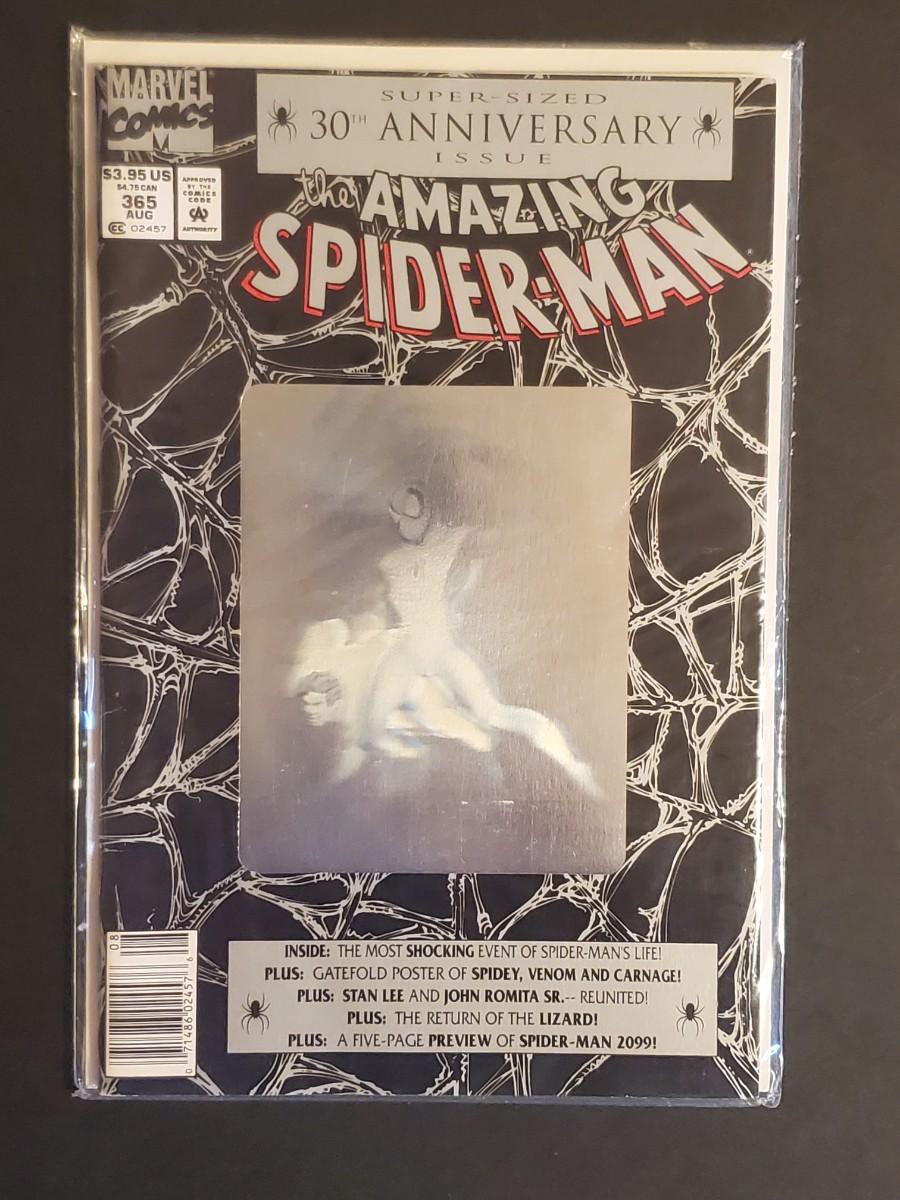 MARVEL
COMICS
M
$3.95 US
$4.75 CAN
365
AUG
CC 02457
APPROVED
BY THE
COMICS
CODE
CA
AUTHORITY
SUPER-SIZED
30TH ANNIVERSARY
ISSUE
the AMAZING
SPIDER-MAN®
INSIDE: THE MOST SHOCKING EVENT OF SPIDER-MAN'S LIFE!
PLUS: GATEFOLD POSTER OF SPIDEY, VENOM AND CARNAGE!
PLUS: STAN LEE AND JOHN ROMITA SR.-- REUNITED!
PLUS: THE RETURN OF THE LIZARD!
PLUS: A FIVE-PAGE PREVIEW OF SPIDER-MAN 2099!
08
0 71486 02457 6